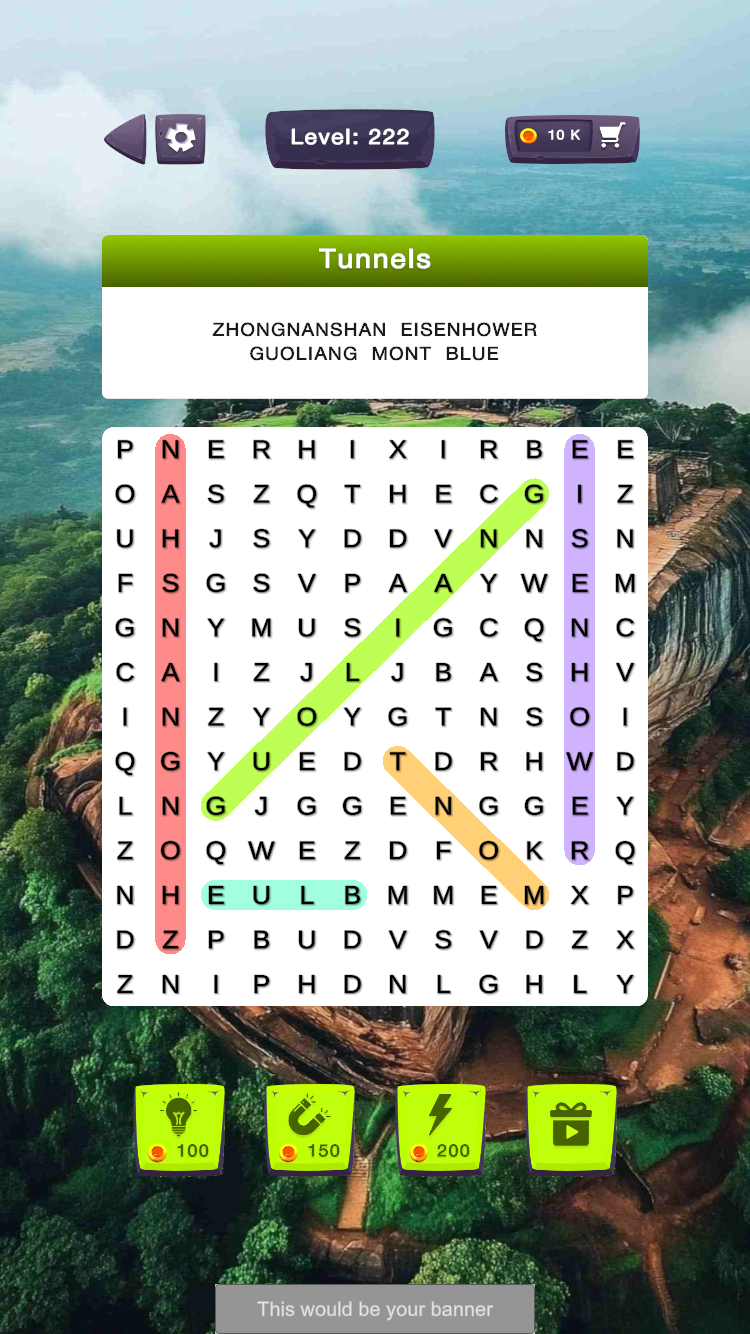 Level: 222
10 K
Tunnels
ZHONGNANSHAN EISENHOWER
GUOLIANG MONT BLUE
P N E R H I X I R B E E
O A S Z Q T H E C G I Z
U H J S Y D D V N N S N
F S G S V P A A Y W E M
G N Y M U S I G C Q N C
C A I Z J L J B A S H V
I N Z Y O Y G T N S O I
Q G Y U E D T D R H W D
L N G J G G E N G G E Y
Z O Q W E Z D F O K R Q
N H E U L B M M E M X P
D Z P B U D V S V D Z X
Z N I P H D N L G H L Y
100 150 200
This would be your banner